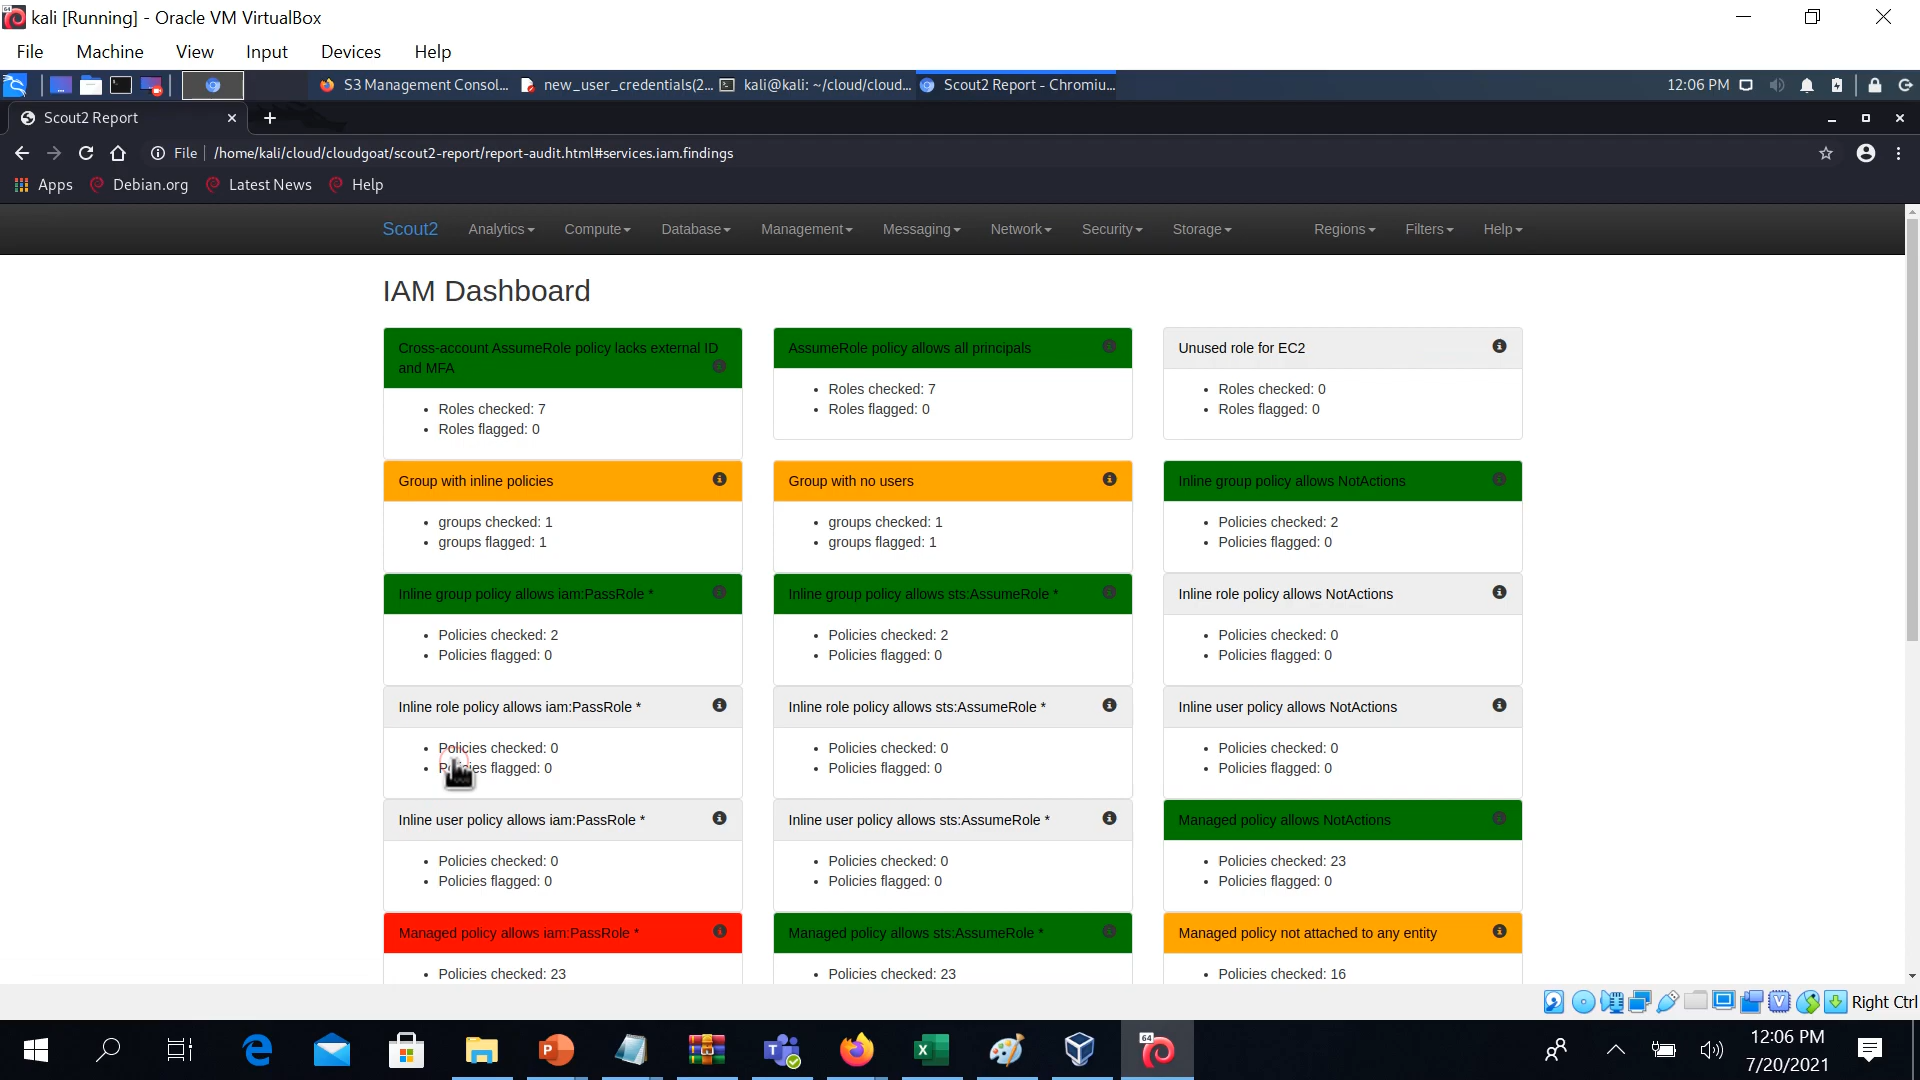 kali [Running] - Oracle VM VirtualBox
File Machine View Input Devices Help
S3 Management Consol... new_user_credentials(2... kali@kali: ~/cloud/cloud... Scout2 Report - Chromiu... 12:06 PM
Scout2 Report
File /home/kali/cloud/cloudgoat/scout2-report/report-audit.html#services.iam.findings
Apps Debian.org Latest News Help
Scout2 Analytics Compute Database Management Messaging Network Security Storage Regions Filters Help
IAM Dashboard
Cross-account AssumeRole policy lacks external ID
and MFA
Roles checked: 7
Roles flagged: 0
AssumeRole policy allows all principals
Roles checked: 7
Roles flagged: 0
Unused role for EC2
Roles checked: 0
Roles flagged: 0
Group with inline policies
groups checked: 1
groups flagged: 1
Group with no users
groups checked: 1
groups flagged: 1
Inline group policy allows NotActions
Policies checked: 2
Policies flagged: 0
Inline group policy allows iam:PassRole *
Policies checked: 2
Policies flagged: 0
Inline group policy allows sts:AssumeRole *
Policies checked: 2
Policies flagged: 0
Inline role policy allows NotActions
Policies checked: 0
Policies flagged: 0
Inline role policy allows iam:PassRole *
Policies checked: 0
Policies flagged: 0
Inline role policy allows sts:AssumeRole *
Policies checked: 0
Policies flagged: 0
Inline user policy allows NotActions
Policies checked: 0
Policies flagged: 0
Inline user policy allows iam:PassRole *
Policies checked: 0
Policies flagged: 0
Inline user policy allows sts:AssumeRole *
Policies checked: 0
Policies flagged: 0
Managed policy allows NotActions
Policies checked: 23
Policies flagged: 0
Managed policy allows iam:PassRole *
Policies checked: 23
Managed policy allows sts:AssumeRole *
Policies checked: 23
Managed policy not attached to any entity
Policies checked: 16
Right Ctrl
12:06 PM
7/20/2021